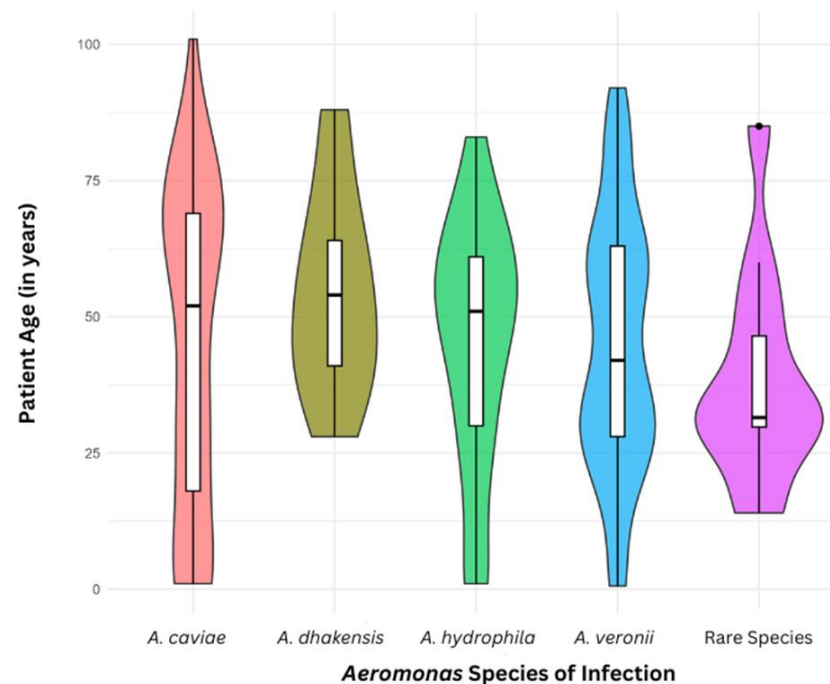 100
75
50
25
0
Patient Age (in years)
A. caviae A. dhakensis A. hydrophila A. veronii Rare Species
Aeromonas Species of Infection